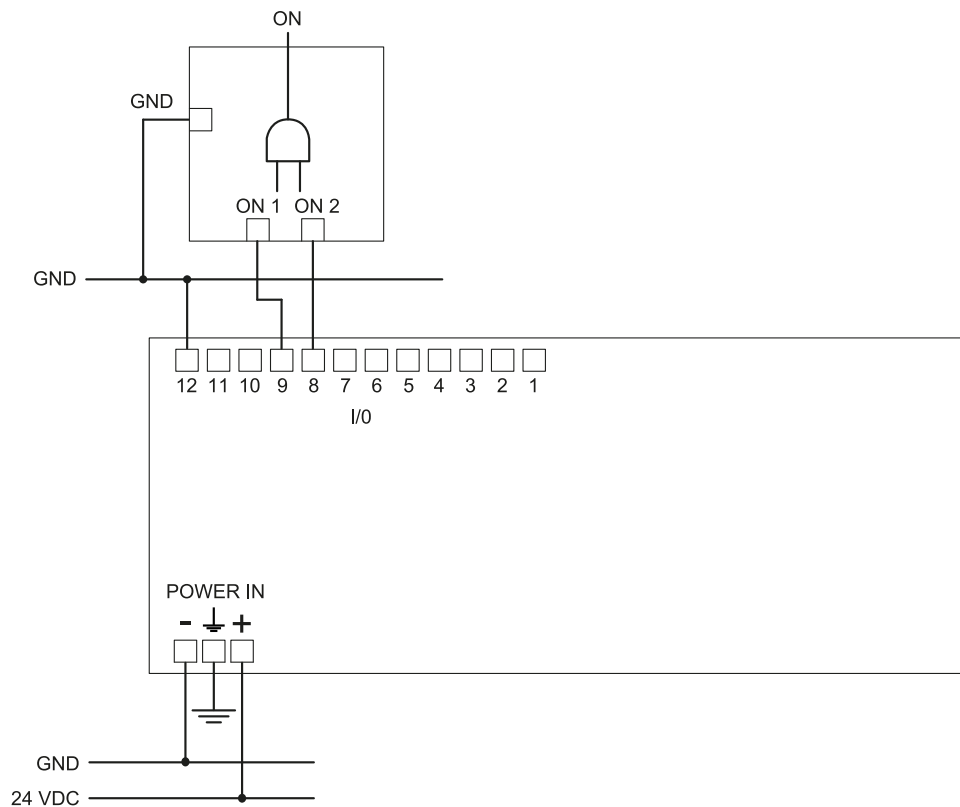 ON
GND
ON 1 ON 2
GND
12 11 10 9 8 7 6 5 4 3 2 1
I/0
POWER IN
- +
GND
24 VDC